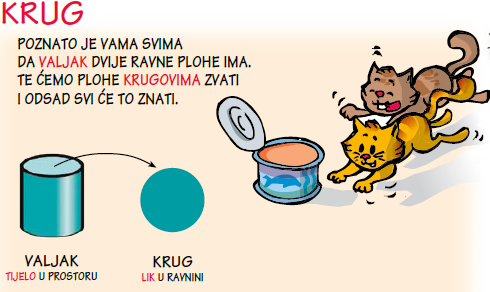 KRUG
POZNATO JE VAMA SVIMA
DA VALJAK DVIJE RAVNE PLOHE IMA.
TE ĆEMO PLOHE KRUGOVIMA ZVATI
I ODSAD SVI ĆE TO ZNATI.
VALJAK
TIJELO U PROSTORU
KRUG
LIK U RAVNINI